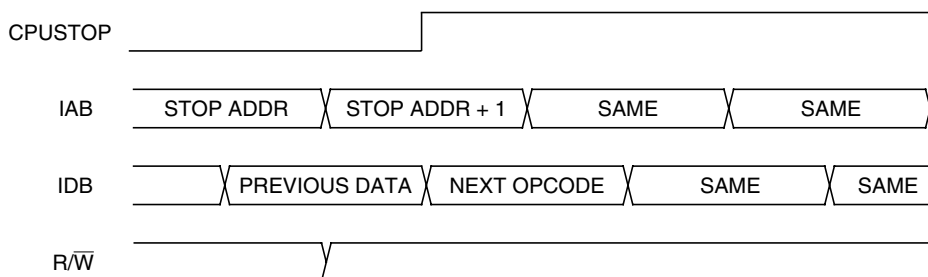 CPUSTOP
IAB STOP ADDR STOP ADDR + 1 SAME SAME
IDB PREVIOUS DATA NEXT OPCODE SAME SAME
R/W̅